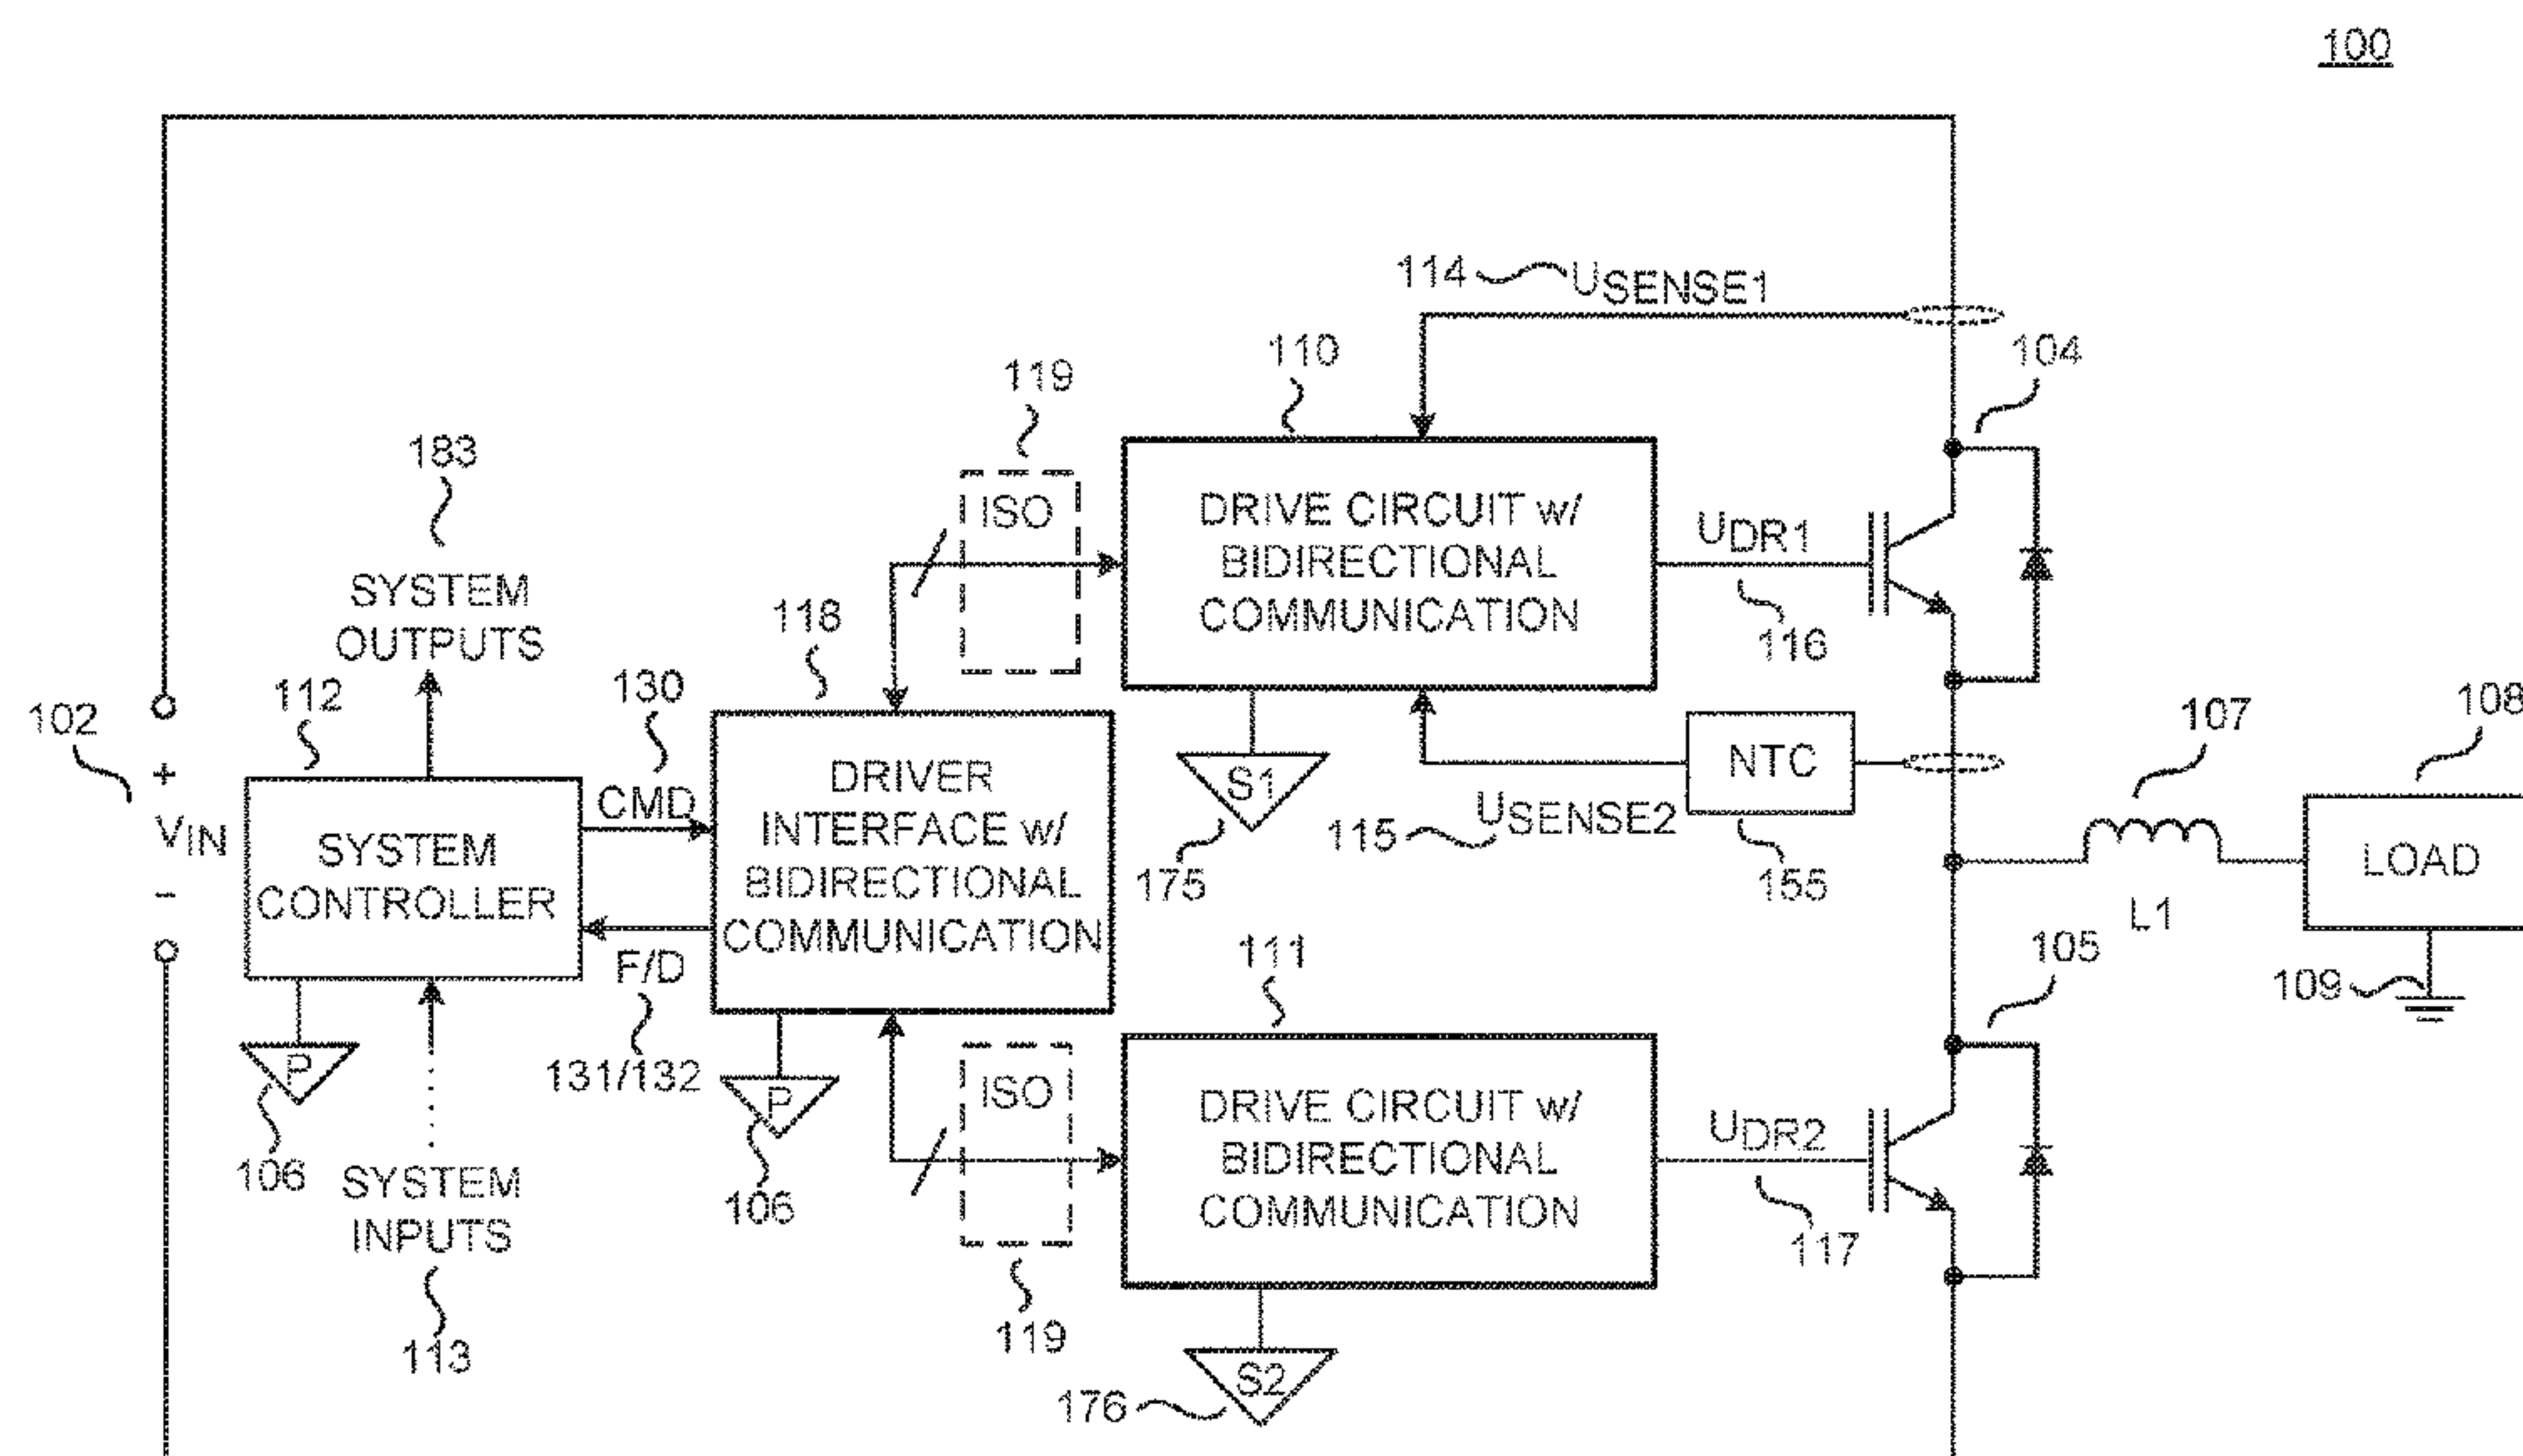 100
114
USENSE1
110
104
119
183
ISO
DRIVE CIRCUIT w/
BIDIRECTIONAL
COMMUNICATION
UDR1
116
SYSTEM
OUTPUTS
118
112
130
102
+
VIN
−
CMD
SYSTEM
CONTROLLER
F/D
131/132
DRIVER
INTERFACE w/
BIDIRECTIONAL
COMMUNICATION
S1
175
NTC
115
USENSE2
155
107
L1
108
LOAD
109
105
111
P
106
P
106
SYSTEM
INPUTS
113
ISO
119
DRIVE CIRCUIT w/
BIDIRECTIONAL
COMMUNICATION
UDR2
117
S2
176